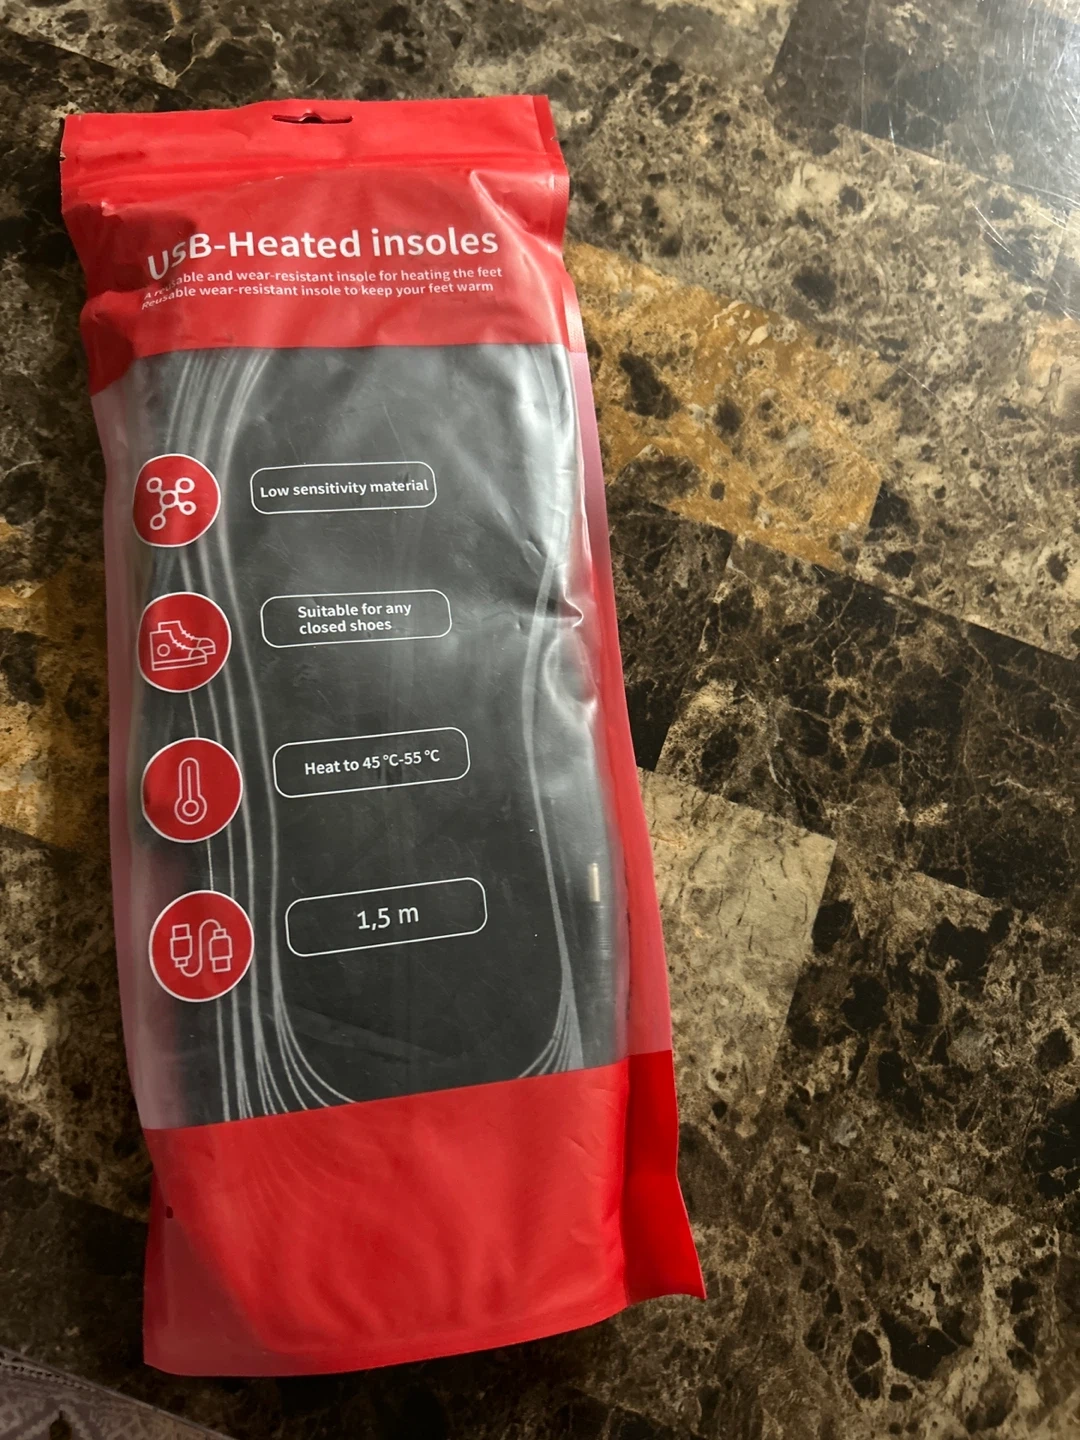 USB-Heated insoles
A reusable and wear-resistant insole for heating the feet
Reusable wear-resistant insole to keep your feet warm
Low sensitivity material
Suitable for any
closed shoes
Heat to 45 °C-55 °C
1,5 m